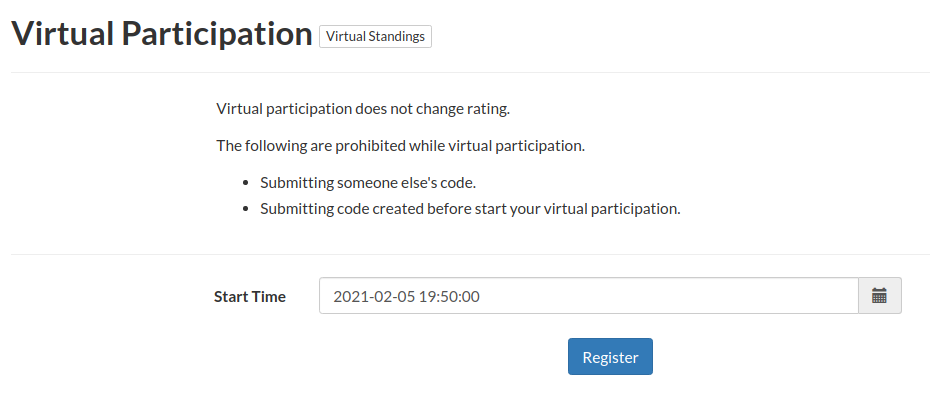 Virtual Participation Virtual Standings
Virtual participation does not change rating.
The following are prohibited while virtual participation.
• Submitting someone else's code.
• Submitting code created before start your virtual participation.
Start Time 2021-02-05 19:50:00
Register